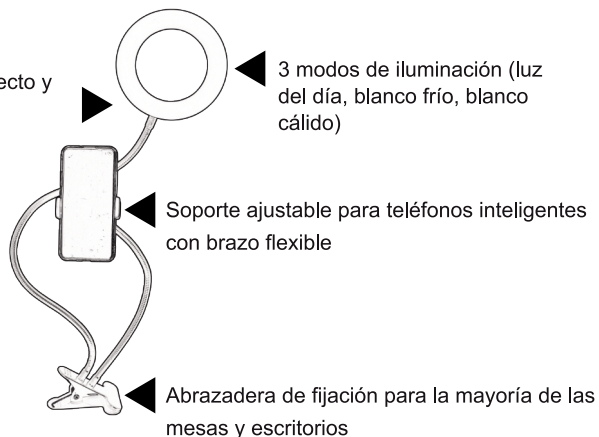 ecto y
3 modos de iluminación (luz
del día, blanco frío, blanco
cálido)
Soporte ajustable para teléfonos inteligentes
con brazo flexible
Abrazadera de fijación para la mayoría de las
mesas y escritorios